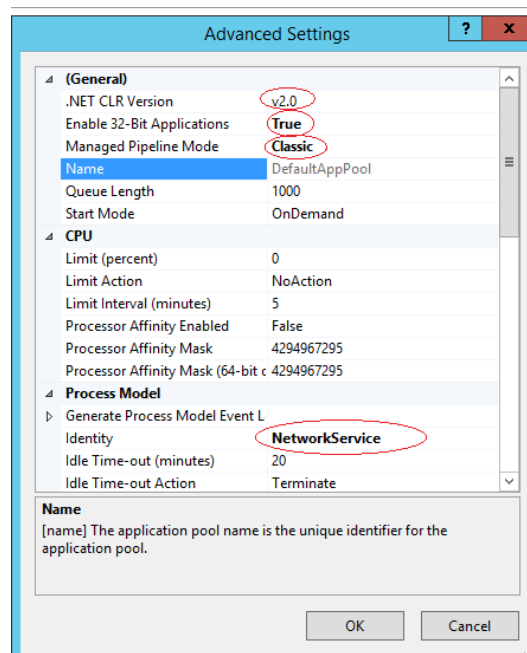 Advanced Settings
? x
(General)
.NET CLR Version v2.0
Enable 32-Bit Applications True
Managed Pipeline Mode Classic
Name DefaultAppPool
Queue Length 1000
Start Mode OnDemand
CPU
Limit (percent) 0
Limit Action NoAction
Limit Interval (minutes) 5
Processor Affinity Enabled False
Processor Affinity Mask 4294967295
Processor Affinity Mask (64-bit c 4294967295
Process Model
Generate Process Model Event L
Identity NetworkService
Idle Time-out (minutes) 20
Idle Time-out Action Terminate
Name
[name] The application pool name is the unique identifier for the
application pool.
OK Cancel